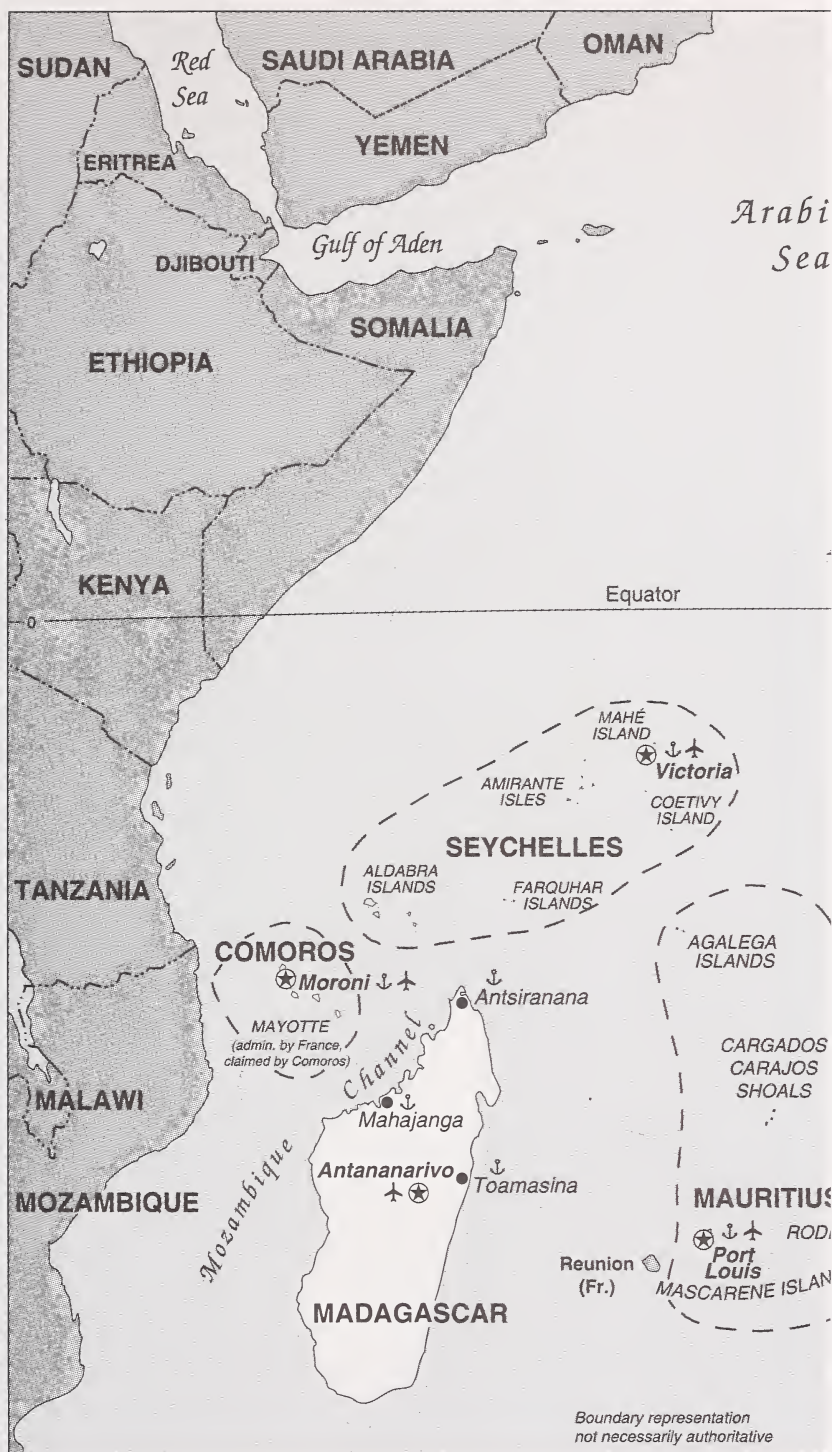 SUDAN
Red
Sea
SAUDI ARABIA
OMAN
YEMEN
ERITREA
Arabi
Sea
Gulf of Aden
DJIBOUTI
SOMALIA
ETHIOPIA
KENYA
Equator
0
MAHÉ
ISLAND
Victoria
AMIRANTE
ISLES
COETIVY
ISLAND
SEYCHELLES
ALDABRA
ISLANDS
FARQUHAR
ISLANDS
TANZANIA
COMOROS
Moroni
AGALEGA
ISLANDS
Antsiranana
MAYOTTE
(admin. by France,
claimed by Comoros)
CARGADOS
CARAJOS
SHOALS
MALAWI
Mahajanga
Mozambique Channel
Antananarivo
Toamasina
MOZAMBIQUE
MAURITIUS
RODR
Port
Louis
Reunion
(Fr.)
MASCARENE ISLAN
MADAGASCAR
Boundary representation
not necessarily authoritative